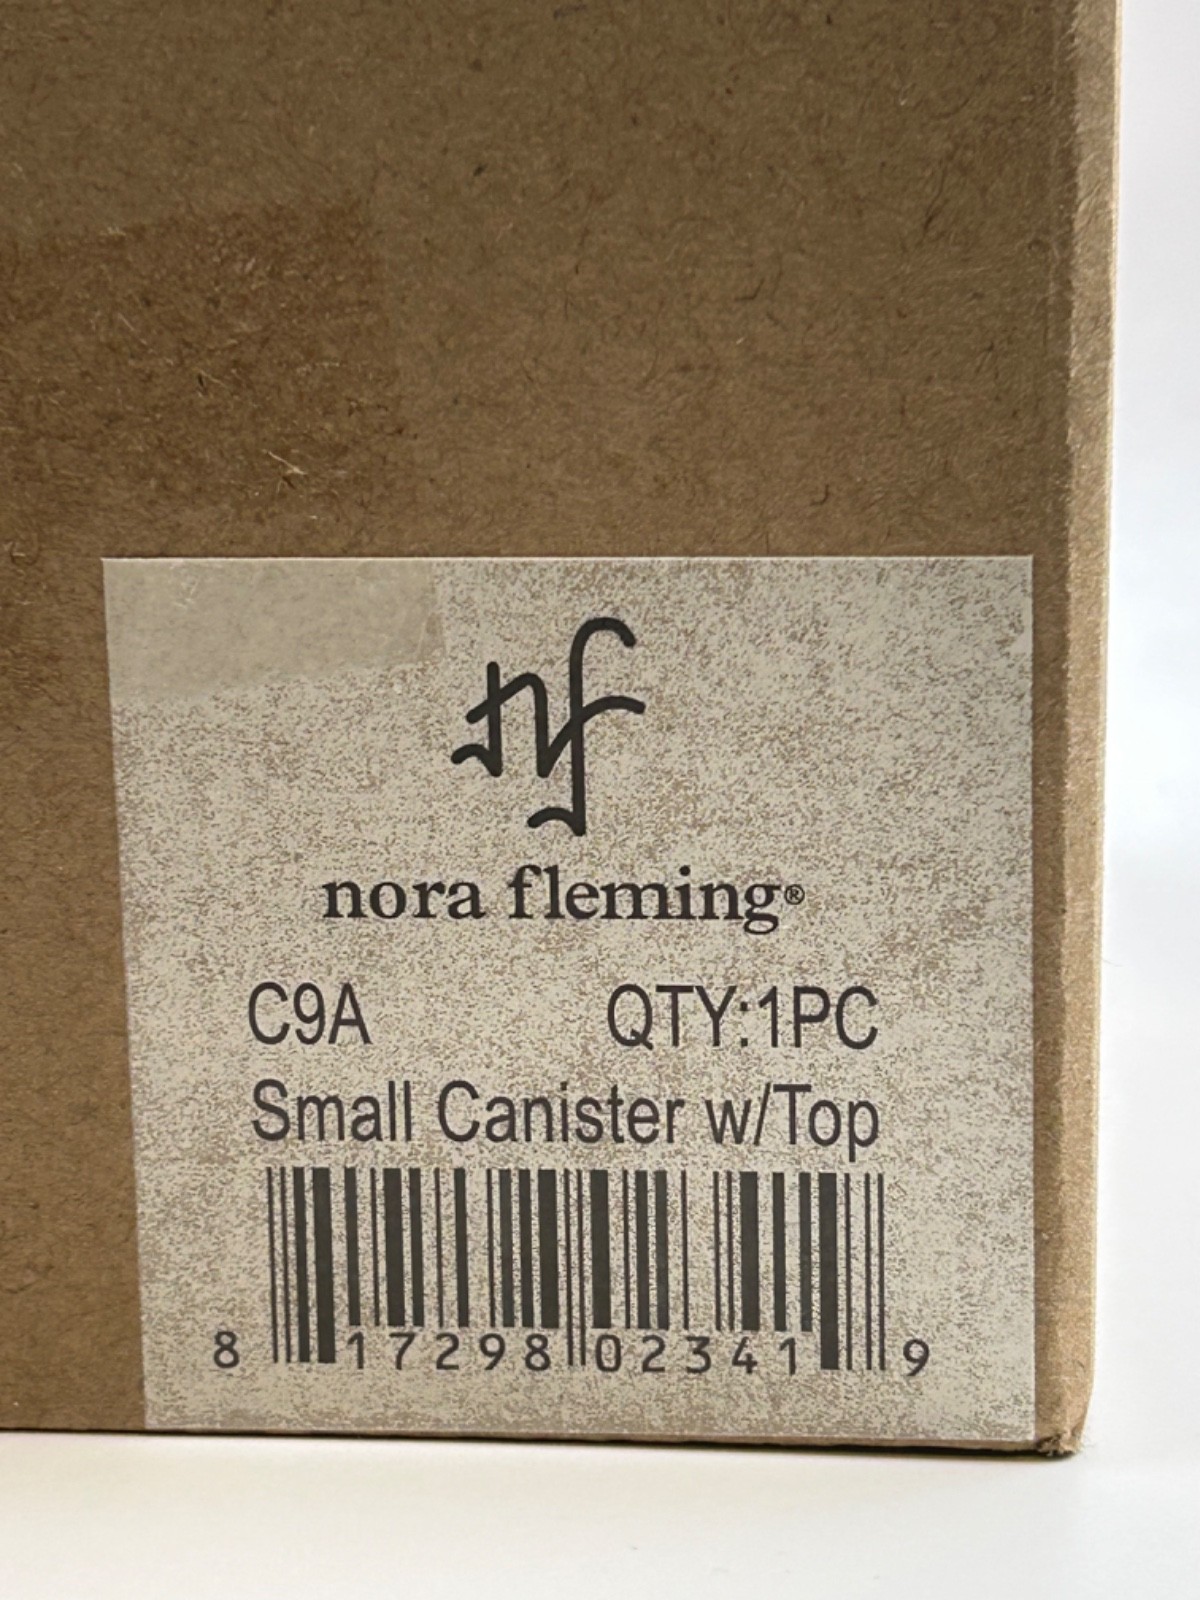 nf
nora fleming®
C9A QTY:1PC
Small Canister w/Top
8 17298 02341 9